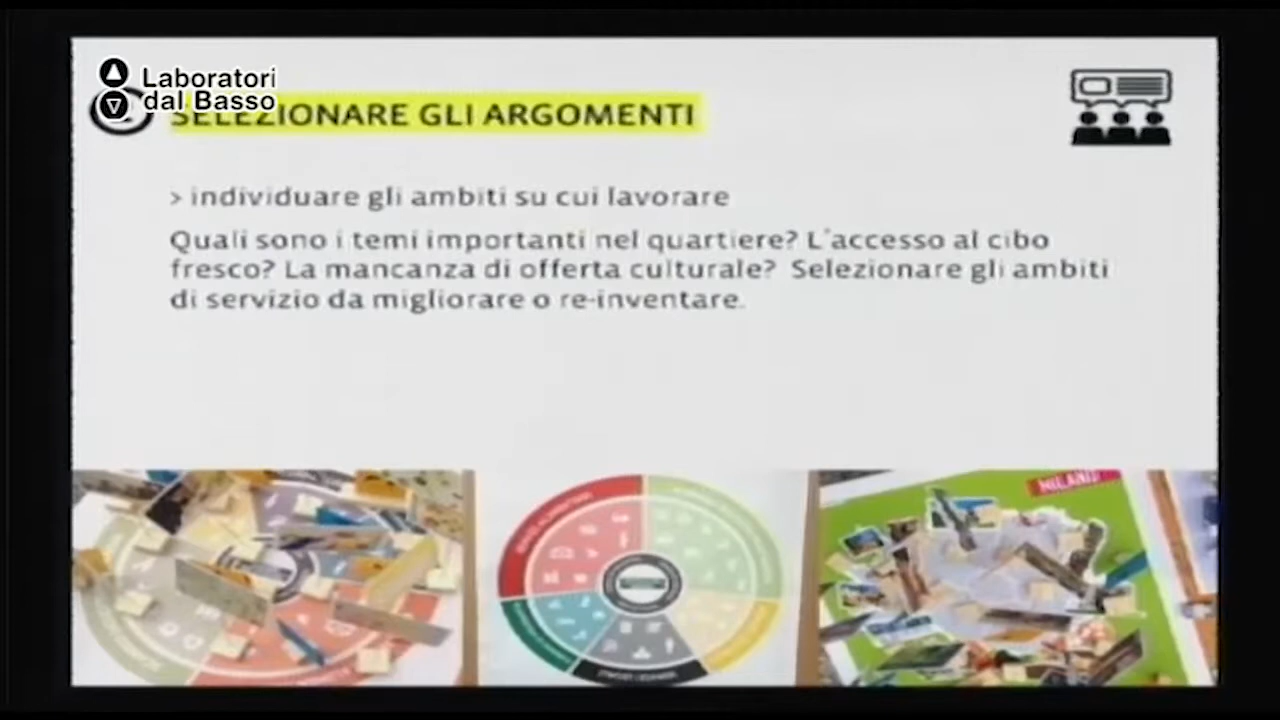 Laboratori
dal Basso
SELEZIONARE GLI ARGOMENTI
> individuare gli ambiti su cui lavorare
Quali sono i temi importanti nel quartiere? L'accesso al cibo
fresco? La mancanza di offerta culturale? Selezionare gli ambiti
di servizio da migliorare o re-inventare.
MILANO